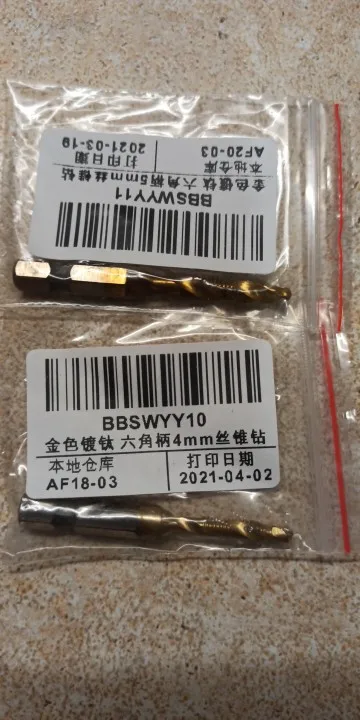 BBSWYY11
金色镀钛 六角柄5mm丝锥钻
本地仓库 打印日期
AF20-03 2021-03-19
BBSWYY10
金色镀钛 六角柄4mm丝锥钻
本地仓库 打印日期
AF18-03 2021-04-02